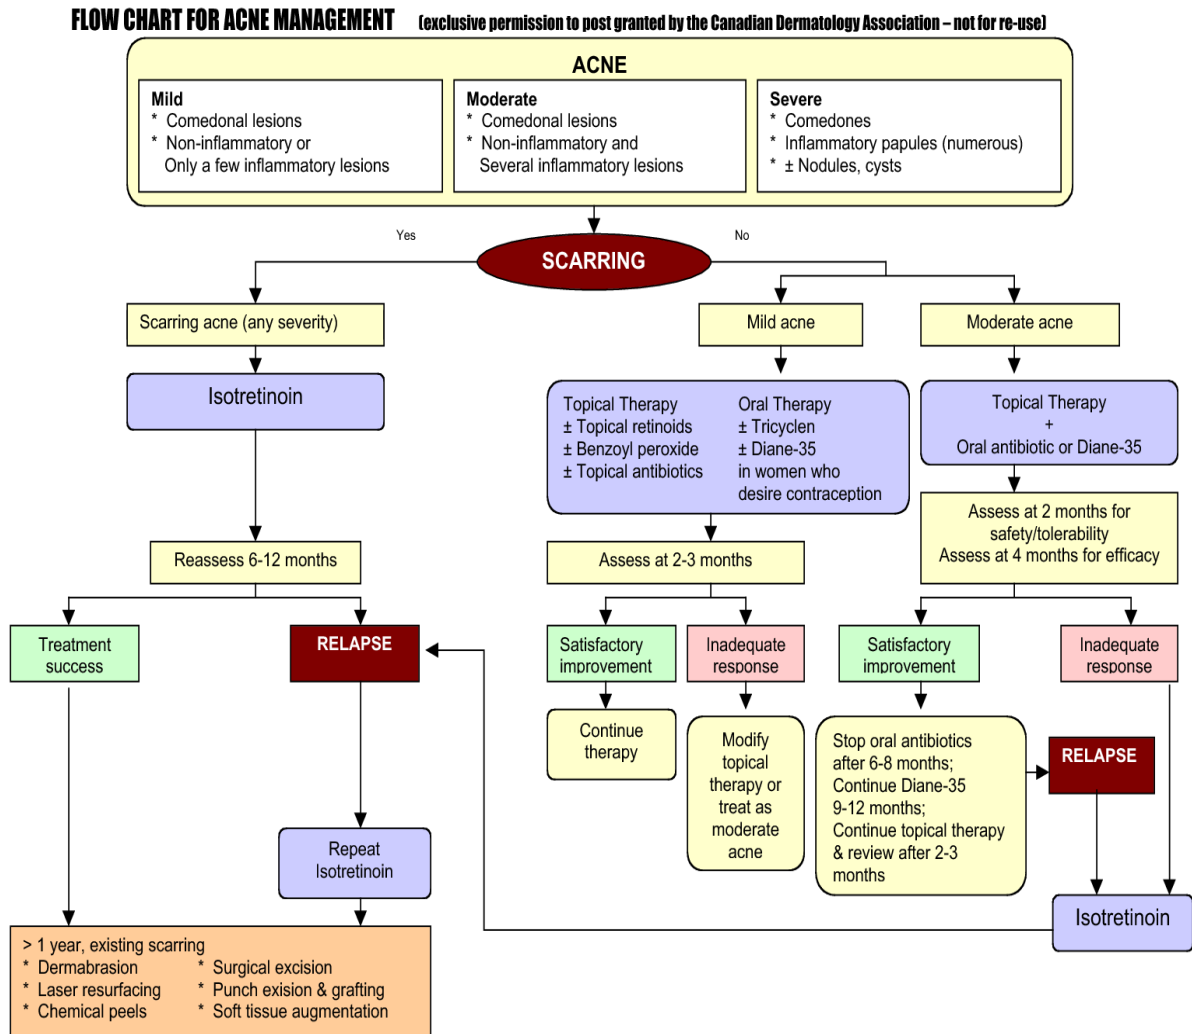 FLOW CHART FOR ACNE MANAGEMENT (exclusive permission to post granted by the Canadian Dermatology Association – not for re-use)
ACNE
Mild
* Comedonal lesions
* Non-inflammatory or
Only a few inflammatory lesions
Moderate
* Comedonal lesions
* Non-inflammatory and
Several inflammatory lesions
Severe
* Comedones
* Inflammatory papules (numerous)
* ± Nodules, cysts
Yes
No
SCARRING
Scarring acne (any severity)
Isotretinoin
Reassess 6-12 months
Treatment
success
RELAPSE
Repeat
Isotretinoin
> 1 year, existing scarring
* Dermabrasion
* Laser resurfacing
* Chemical peels
* Surgical excision
* Punch exision & grafting
* Soft tissue augmentation
Mild acne
Topical Therapy
± Topical retinoids
± Benzoyl peroxide
± Topical antibiotics
Oral Therapy
± Tricyclen
± Diane-35
in women who
desire contraception
Assess at 2-3 months
Satisfactory
improvement
Continue
therapy
Inadequate
response
Modify
topical
therapy or
treat as
moderate
acne
Moderate acne
Topical Therapy
+
Oral antibiotic or Diane-35
Assess at 2 months for
safety/tolerability
Assess at 4 months for efficacy
Satisfactory
improvement
Stop oral antibiotics
after 6-8 months;
Continue Diane-35
9-12 months;
Continue topical therapy
& review after 2-3
months
RELAPSE
Inadequate
response
Isotretinoin